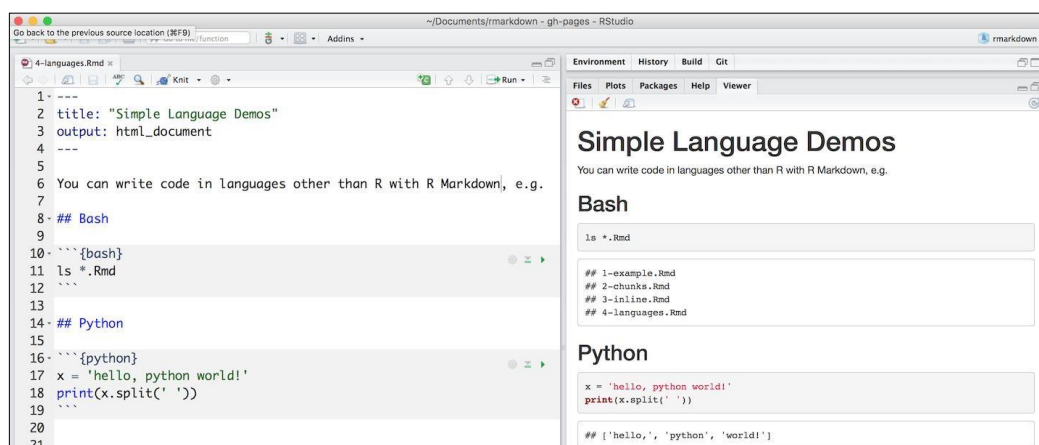 ~/Documents/rmarkdown - gh-pages - RStudio
Go back to the previous source location (⌘F9)
Addins
rmarkdown
4-languages.Rmd
ABC
Knit
Run
1 ---
2 title: "Simple Language Demos"
3 output: html_document
4 ---
5
6 You can write code in languages other than R with R Markdown, e.g.
7
8 ## Bash
9
10 ```{bash}
11 ls *.Rmd
12 ```
13
14 ## Python
15
16 ```{python}
17 x = 'hello, python world!'
18 print(x.split(' '))
19 ```
20
21
Environment History Build Git
Files Plots Packages Help Viewer
Simple Language Demos
You can write code in languages other than R with R Markdown, e.g.
Bash
ls *.Rmd
## 1-example.Rmd
## 2-chunks.Rmd
## 3-inline.Rmd
## 4-languages.Rmd
Python
x = 'hello, python world!'
print(x.split(' '))
## ['hello,', 'python', 'world!']